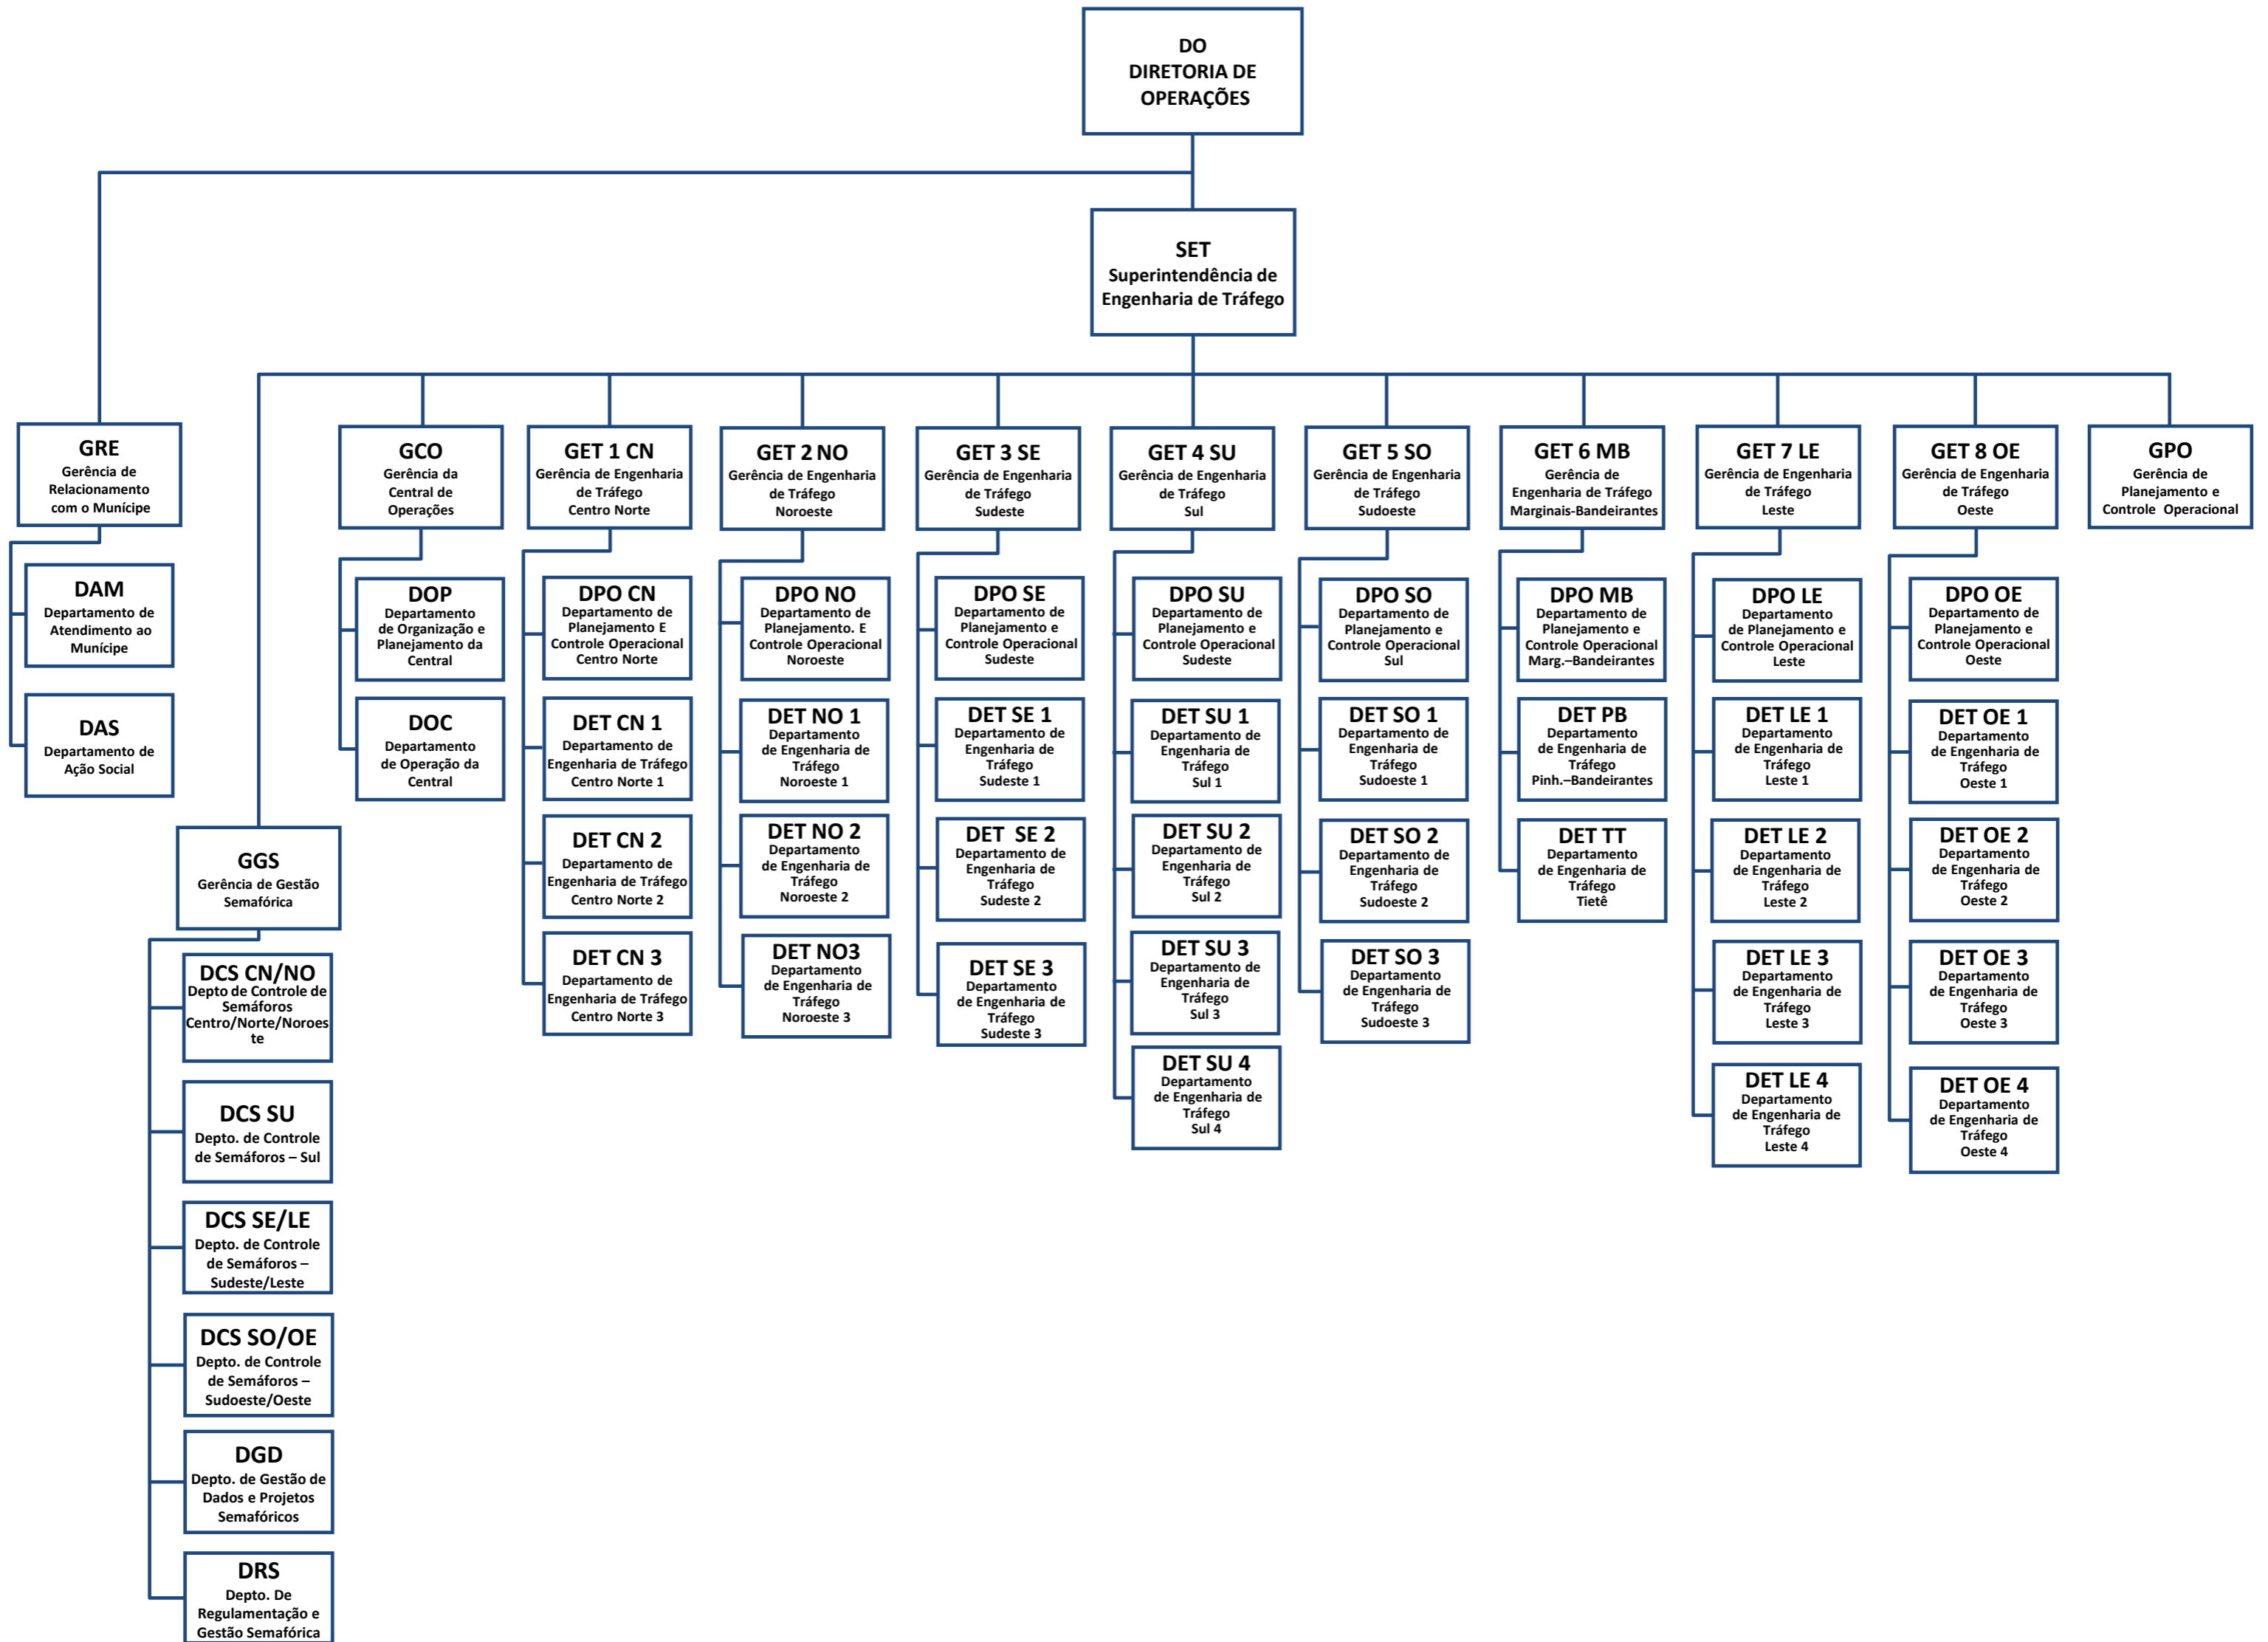 DO
DIRETORIA DE
OPERAÇÕES
SET
Superintendência de
Engenharia de Tráfego
GRE
Gerência de
Relacionamento
com o Munícipe
DAM
Departamento de
Atendimento ao
Munícipe
DAS
Departamento de
Ação Social
GGS
Gerência de Gestão
Semafórica
DCS CN/NO
Depto de Controle de
Semáforos
Centro/Norte/Noroes
te
DCS SU
Depto. de Controle
de Semáforos – Sul
DCS SE/LE
Depto. de Controle
de Semáforos –
Sudeste/Leste
DCS SO/OE
Depto. de Controle
de Semáforos –
Sudoeste/Oeste
DGD
Depto. de Gestão de
Dados e Projetos
Semafóricos
DRS
Depto. De
Regulamentação e
Gestão Semafórica
GCO
Gerência da
Central de
Operações
DOP
Departamento
de Organização e
Planejamento da
Central
DOC
Departamento
de Operação da
Central
GET 1 CN
Gerência de Engenharia
de Tráfego
Centro Norte
DPO CN
Departamento de
Planejamento E
Controle Operacional
Centro Norte
DET CN 1
Departamento de
Engenharia de Tráfego
Centro Norte 1
DET CN 2
Departamento de
Engenharia de Tráfego
Centro Norte 2
DET CN 3
Departamento de
Engenharia de Tráfego
Centro Norte 3
GET 2 NO
Gerência de Engenharia
de Tráfego
Noroeste
DPO NO
Departamento de
Planejamento. E
Controle Operacional
Noroeste
DET NO 1
Departamento
de Engenharia de
Tráfego
Noroeste 1
DET NO 2
Departamento
de Engenharia de
Tráfego
Noroeste 2
DET NO3
Departamento
de Engenharia de
Tráfego
Noroeste 3
GET 3 SE
Gerência de Engenharia
de Tráfego
Sudeste
DPO SE
Departamento de
Planejamento e
Controle Operacional
Sudeste
DET SE 1
Departamento de
Engenharia de
Tráfego
Sudeste 1
DET SE 2
Departamento de
Engenharia de
Tráfego
Sudeste 2
DET SE 3
Departamento
de Engenharia de
Tráfego
Sudeste 3
GET 4 SU
Gerência de Engenharia
de Tráfego
Sul
DPO SU
Departamento de
Planejamento e
Controle Operacional
Sudeste
DET SU 1
Departamento de
Engenharia de
Tráfego
Sul 1
DET SU 2
Departamento de
Engenharia de
Tráfego
Sul 2
DET SU 3
Departamento de
Engenharia de
Tráfego
Sul 3
DET SU 4
Departamento
de Engenharia de
Tráfego
Sul 4
GET 5 SO
Gerência de Engenharia
de Tráfego
Sudoeste
DPO SO
Departamento de
Planejamento e
Controle Operacional
Sul
DET SO 1
Departamento de
Engenharia de
Tráfego
Sudoeste 1
DET SO 2
Departamento de
Engenharia de
Tráfego
Sudoeste 2
DET SO 3
Departamento
de Engenharia de
Tráfego
Sudoeste 3
GET 6 MB
Gerência de
Engenharia de Tráfego
Marginais-Bandeirantes
DPO MB
Departamento de
Planejamento e
Controle Operacional
Marg.–Bandeirantes
DET PB
Departamento
de Engenharia de
Tráfego
Pinh.–Bandeirantes
DET TT
Departamento
de Engenharia de
Tráfego
Tietê
GET 7 LE
Gerência de Engenharia
de Tráfego
Leste
DPO LE
Departamento
de Planejamento e
Controle Operacional
Leste
DET LE 1
Departamento
de Engenharia de
Tráfego
Leste 1
DET LE 2
Departamento
de Engenharia de
Tráfego
Leste 2
DET LE 3
Departamento
de Engenharia de
Tráfego
Leste 3
DET LE 4
Departamento
de Engenharia de
Tráfego
Leste 4
GET 8 OE
Gerência de Engenharia
de Tráfego
Oeste
DPO OE
Departamento de
Planejamento e
Controle Operacional
Oeste
DET OE 1
Departamento
de Engenharia de
Tráfego
Oeste 1
DET OE 2
Departamento
de Engenharia de
Tráfego
Oeste 2
DET OE 3
Departamento
de Engenharia de
Tráfego
Oeste 3
DET OE 4
Departamento
de Engenharia de
Tráfego
Oeste 4
GPO
Gerência de
Planejamento e
Controle Operacional